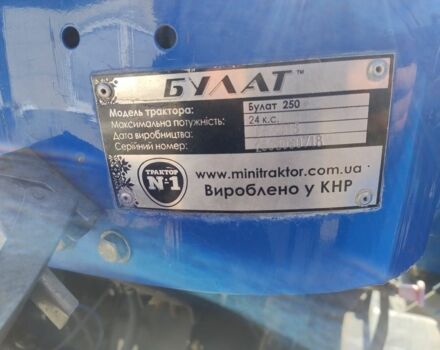 БУЛАТ™
Модель трактора: Булат 250
Максимальна потужність: 24 к.с.
Дата виробництва:
Серійний номер:
ТРАКТОР
№1
www.minitraktor.com.ua
Вироблено у КНР